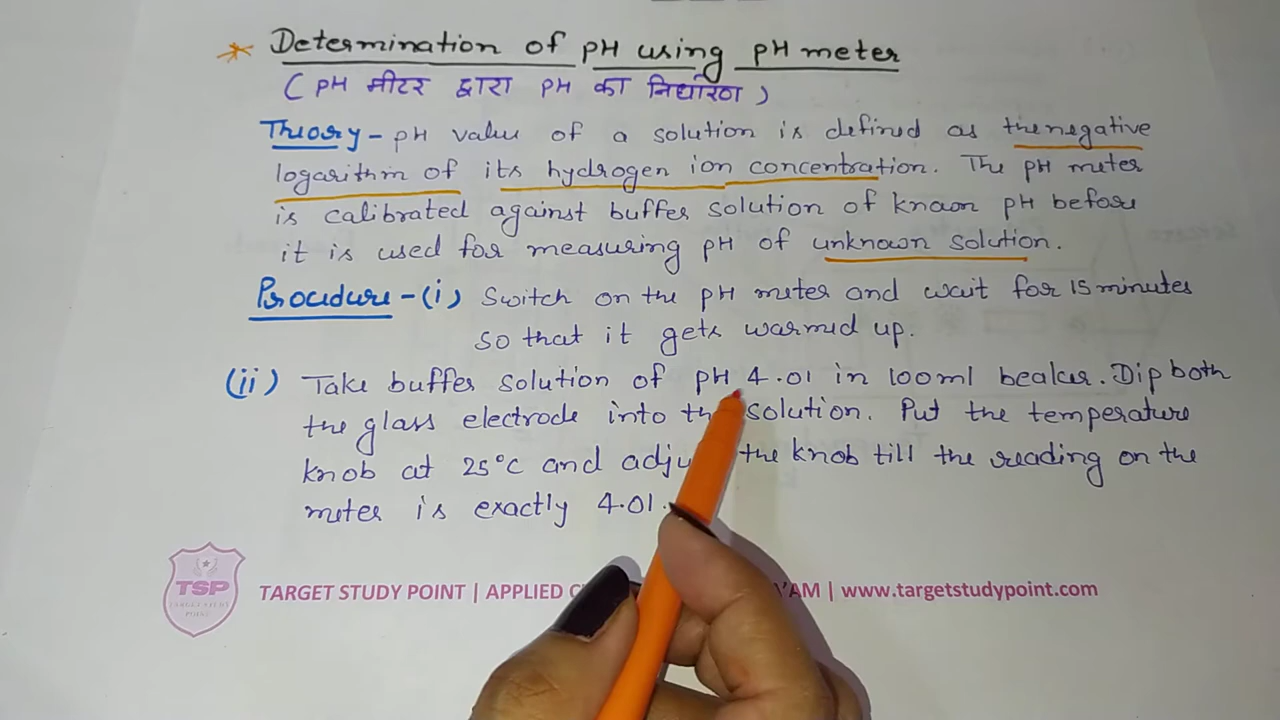 * Determination of pH using pH meter
(PH मीटर द्वारा PH का निर्धारण)
Theory - pH value of a solution is defined as the negative
logarithm of its hydrogen ion concentration. The pH meter
is calibrated against buffer solution of known pH before
it is used for measuring pH of unknown solution.
Procedure - (i) Switch on the pH meter and wait for 15 minutes
so that it gets warmed up.
(ii) Take buffer solution of pH 4.01 in 100ml beaker. Dip both
the glass electrode into the solution. Put the temperature
knob at 25°C and adju the knob till the reading on the
meter is exactly 4.01.
TSP
TARGET STUDY POINT
TARGET STUDY POINT | APPLIED C A'AM | www.targetstudypoint.com